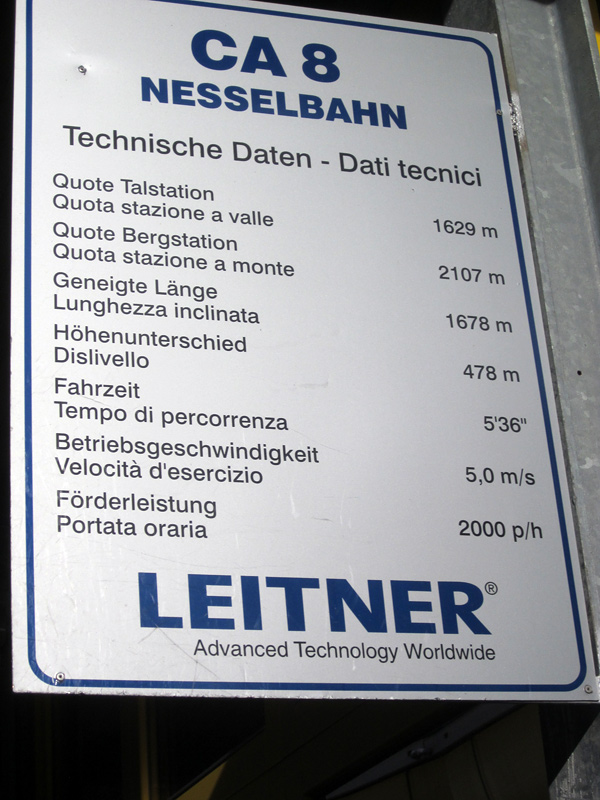 CA 8
NESSELBAHN
Technische Daten - Dati tecnici
Quote Talstation
Quota stazione a valle 1629 m
Quote Bergstation
Quota stazione a monte 2107 m
Geneigte Länge
Lunghezza inclinata 1678 m
Höhenunterschied
Dislivello 478 m
Fahrzeit
Tempo di percorrenza 5'36"
Betriebsgeschwindigkeit
Velocità d'esercizio 5,0 m/s
Förderleistung
Portata oraria 2000 p/h
LEITNER®
Advanced Technology Worldwide